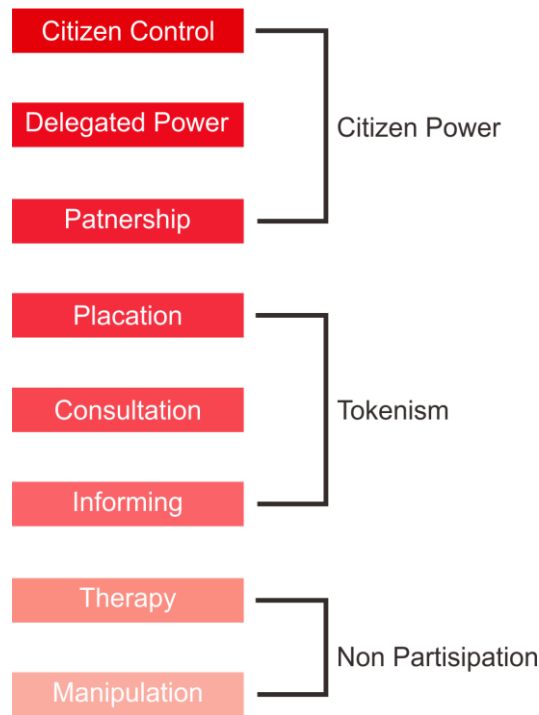 Citizen Control
Delegated Power
Citizen Power
Patnership
Placation
Consultation
Tokenism
Informing
Therapy
Non Partisipation
Manipulation